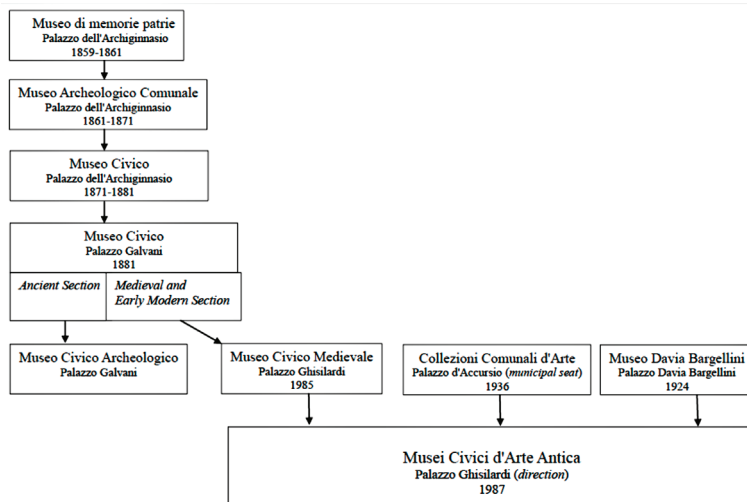 Museo di memorie patrie
Palazzo dell'Archiginnasio
1859-1861
Museo Archeologico Comunale
Palazzo dell'Archiginnasio
1861-1871
Museo Civico
Palazzo dell'Archiginnasio
1871-1881
Museo Civico
Palazzo Galvani
1881
Ancient Section
Medieval and
Early Modern Section
Museo Civico Archeologico
Palazzo Galvani
Museo Civico Medievale
Palazzo Ghisilardi
1985
Collezioni Comunali d'Arte
Palazzo d'Accursio (municipal seat)
1936
Museo Davia Bargellini
Palazzo Davia Bargellini
1924
Musei Civici d'Arte Antica
Palazzo Ghisilardi (direction)
1987